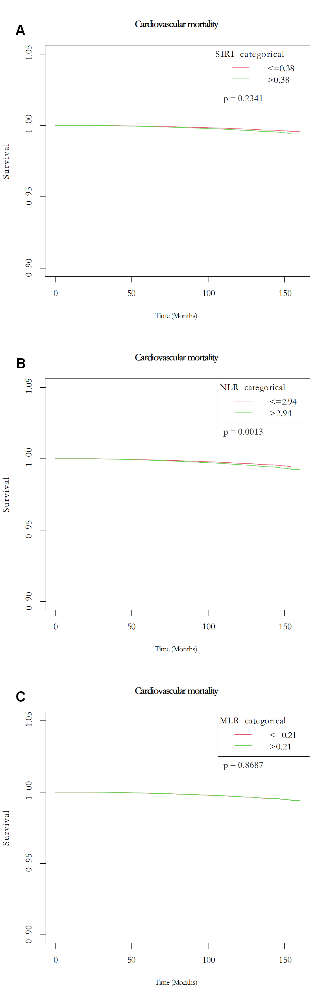 A
Cardiovascular mortality
1.05
1 00
0 95
0 90
Survival
SIRI categorical
<=0.38
>0.38
p = 0.2341
0 50 100 150
Time (Months)
B
Cardiovascular mortality
1.05
1 00
0 95
0 90
Survival
NLR categorical
<=2.94
>2.94
p = 0.0013
0 50 100 150
Time (Months)
C
Cardiovascular mortality
1.05
1 00
0 95
0 90
Survival
MLR categorical
<=0.21
>0.21
p = 0.8687
0 50 100 150
Time (Months)